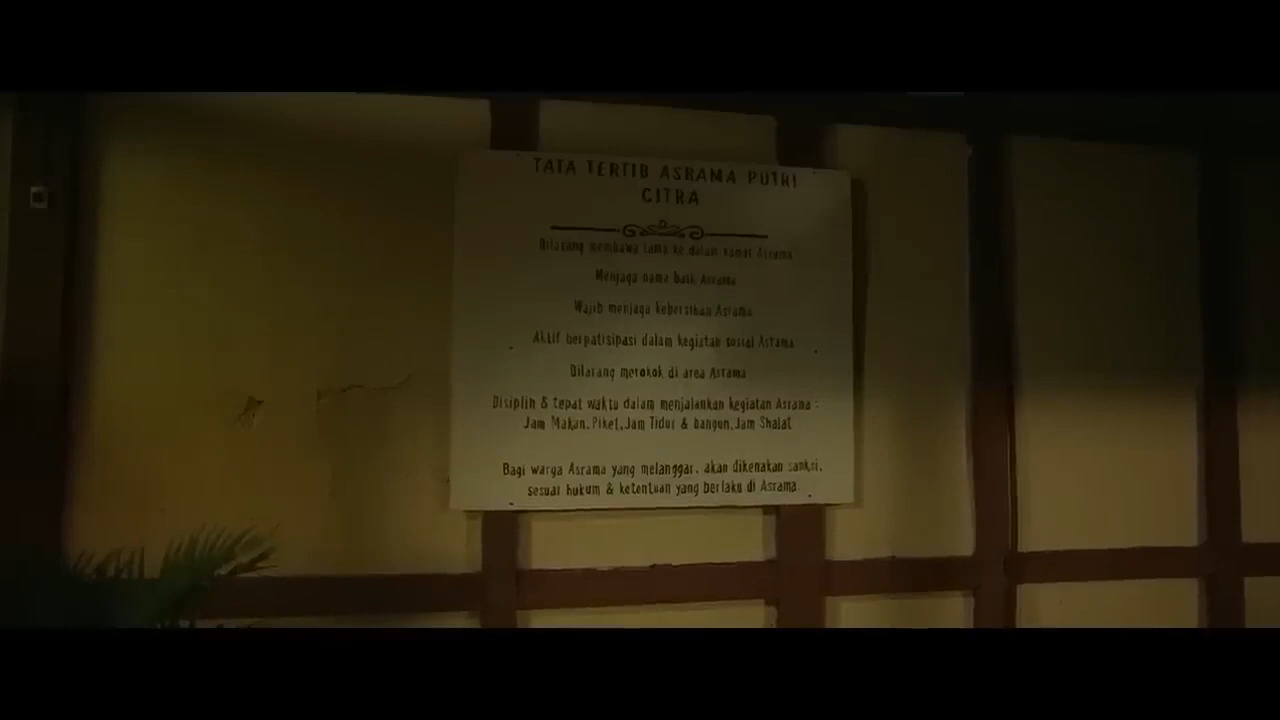 TATA TERTIB ASRAMA PUTRI
CITRA
Dilarang membawa tamu ke dalam kamar Asrama
Menjaga nama baik Asrama
Wajib menjaga kebersihan Asrama
Aktif berpatisipasi dalam kegiatan sosial Asrama
Dilarang merokok di area Asrama
Disiplin & tepat waktu dalam menjalankan kegiatan Asrama :
Jam Makan, Piket, Jam Tidur & bangun, Jam Shalat
Bagi warga Asrama yang melanggar, akan dikenakan sanksi,
sesuai hukum & ketentuan yang berlaku di Asrama.